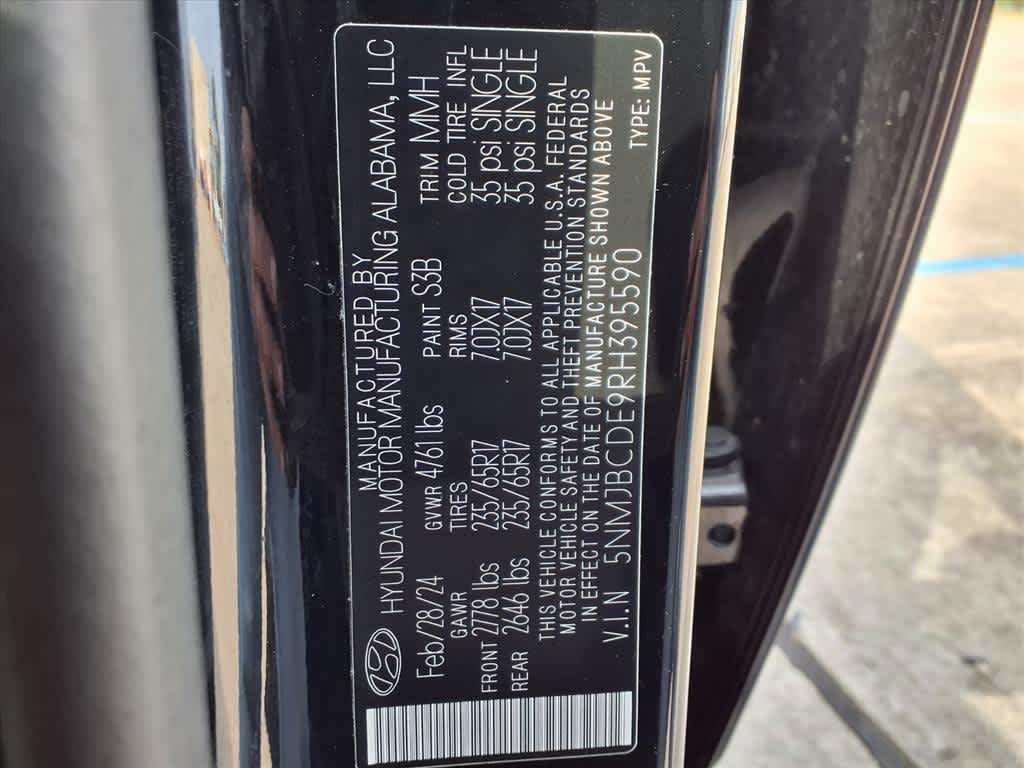 MANUFACTURED BY
HYUNDAI MOTOR MANUFACTURING ALABAMA, LLC
Feb/28/24 GVWR 4761 lbs PAINT S3B TRIM MMH
GAWR TIRES RIMS COLD TIRE INFL
FRONT 2778 lbs 235/65R17 7.0JX17 35 psi SINGLE
REAR 2646 lbs 235/65R17 7.0JX17 35 psi SINGLE
THIS VEHICLE CONFORMS TO ALL APPLICABLE U.S.A. FEDERAL
MOTOR VEHICLE SAFETY AND THEFT PREVENTION STANDARDS
IN EFFECT ON THE DATE OF MANUFACTURE SHOWN ABOVE
V.I.N 5NMJBCDE9RH395590 TYPE: MPV